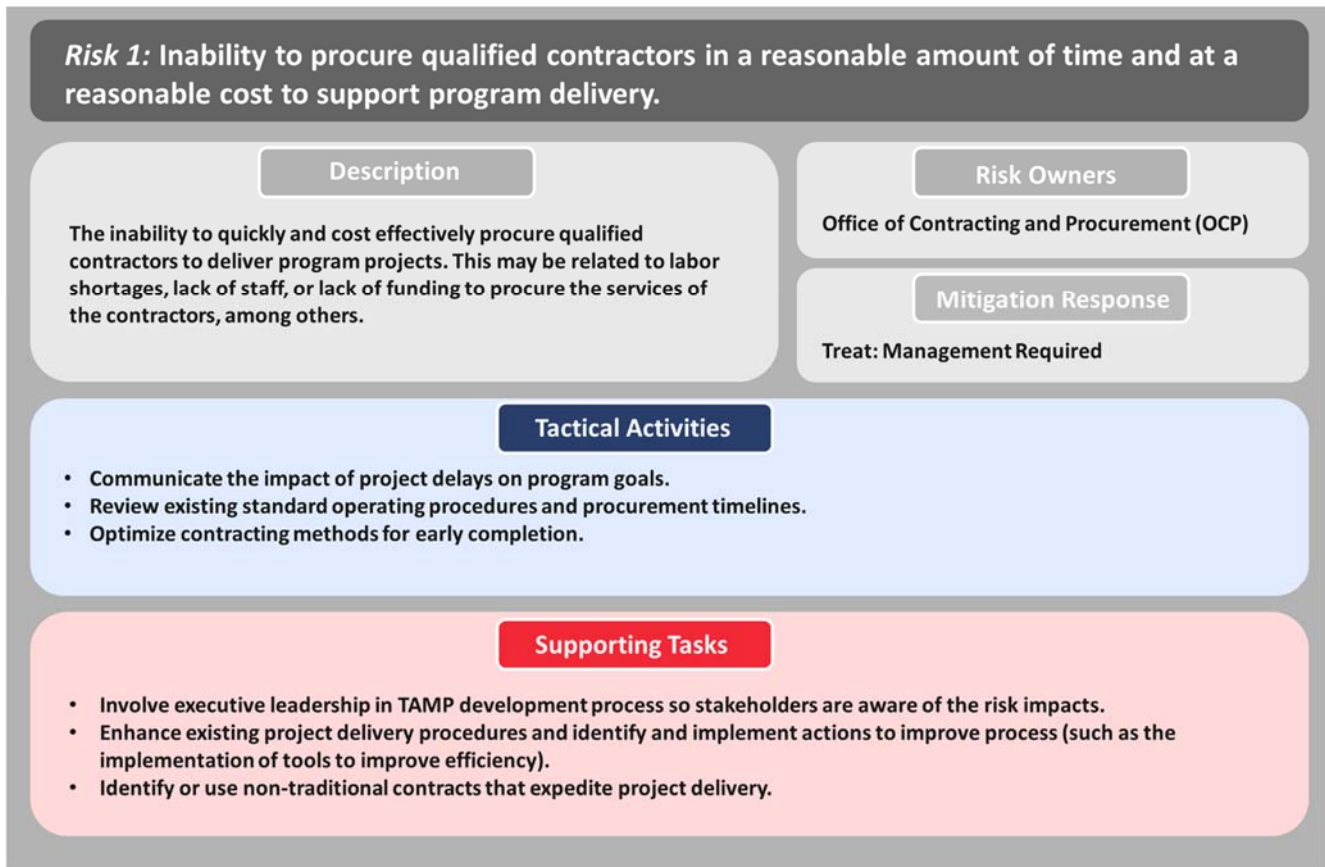 Risk 1: Inability to procure qualified contractors in a reasonable amount of time and at a
reasonable cost to support program delivery.
Description
The inability to quickly and cost effectively procure qualified
contractors to deliver program projects. This may be related to labor
shortages, lack of staff, or lack of funding to procure the services of
the contractors, among others.
Risk Owners
Office of Contracting and Procurement (OCP)
Mitigation Response
Treat: Management Required
Tactical Activities
• Communicate the impact of project delays on program goals.
• Review existing standard operating procedures and procurement timelines.
• Optimize contracting methods for early completion.
Supporting Tasks
• Involve executive leadership in TAMP development process so stakeholders are aware of the risk impacts.
• Enhance existing project delivery procedures and identify and implement actions to improve process (such as the
implementation of tools to improve efficiency).
• Identify or use non-traditional contracts that expedite project delivery.